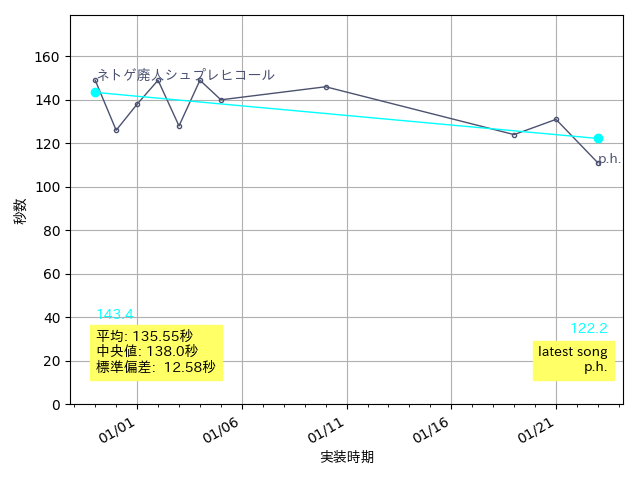 160
140
120
100
80
60
40
20
0
秒数
ネトゲ廃人シュプレヒコール
p.h.
143.4
122.2
平均: 135.55秒
中央値: 138.0秒
標準偏差: 12.58秒
latest song
p.h.
01/01
01/06
01/11
01/16
01/21
実装時期